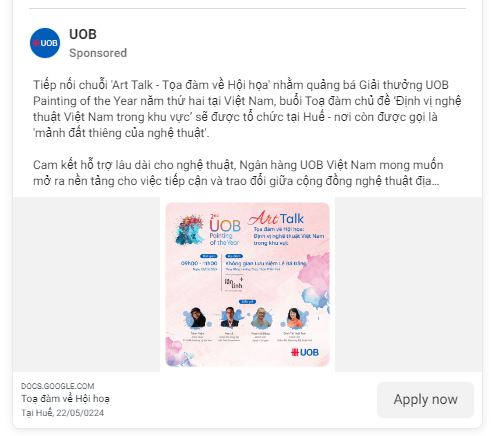 UOB
UOB
Sponsored
Tiếp nối chuỗi 'Art Talk - Tọa đàm về Hội họa' nhằm quảng bá Giải thưởng UOB
Painting of the Year năm thứ hai tại Việt Nam, buổi Toạ đàm chủ đề 'Định vị nghệ
thuật Việt Nam trong khu vực' sẽ được tổ chức tại Huế - nơi còn được gọi là
'mảnh đất thiêng của nghệ thuật'.
Cam kết hỗ trợ lâu dài cho nghệ thuật, Ngân hàng UOB Việt Nam mong muốn
mở ra nền tảng cho việc tiếp cận và trao đổi giữa cộng đồng nghệ thuật địa...
2nd
UOB
Painting
of the Year
Art Talk
Tọa đàm về Hội họa:
Định vị nghệ thuật Việt Nam
trong khu vực
09h00 - 11h00
Không gian Lưu niệm Lê Bá Đảng
UOB
DOCS.GOOGLE.COM
Toạ đàm về Hội hoạ
Tại Huế, 22/05/0224
Apply now